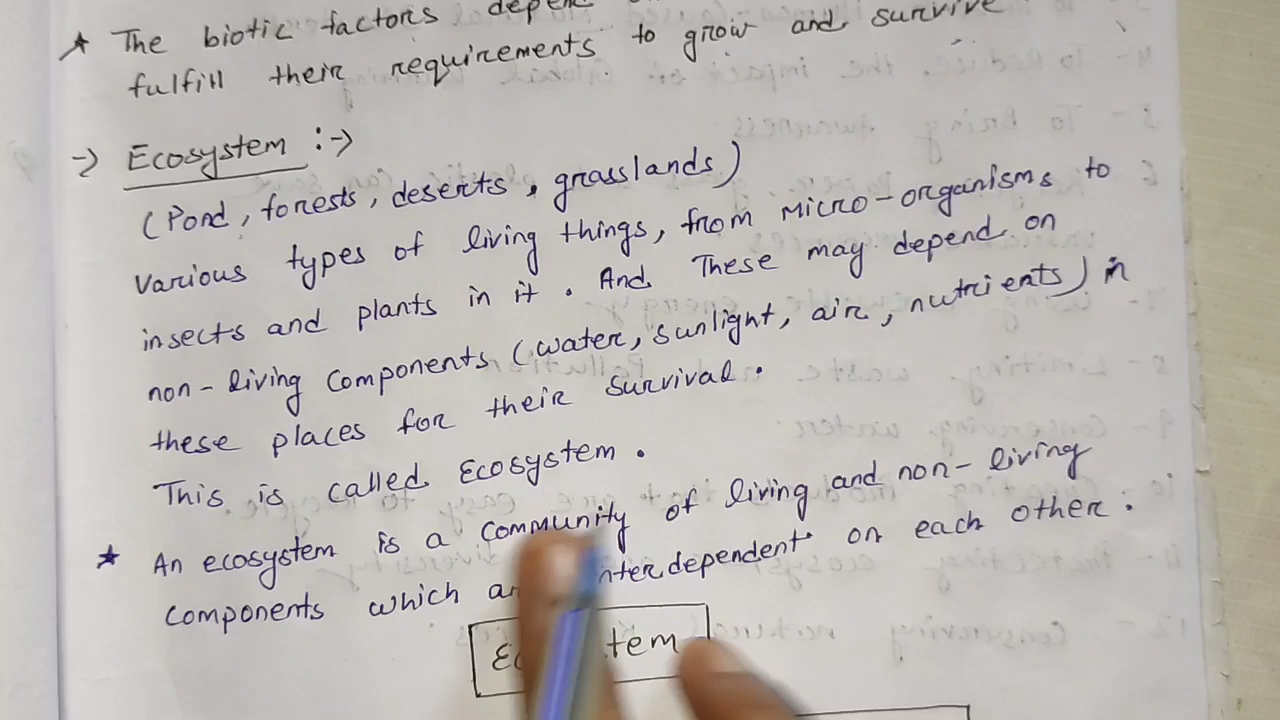 ★ The biotic factors
fulfill their requirements to grow and survive
-> Ecosystem :->
(Pond, forests, deserts, grasslands)
Various types of living things, from micro-organisms to
insects and plants in it. And These may depend on
non-living components (water, sunlight, air, nutrients) in
these places for their survival.
This is called Ecosystem.
★ An ecosystem is a community of living and non-living
components which interdependent on each other.